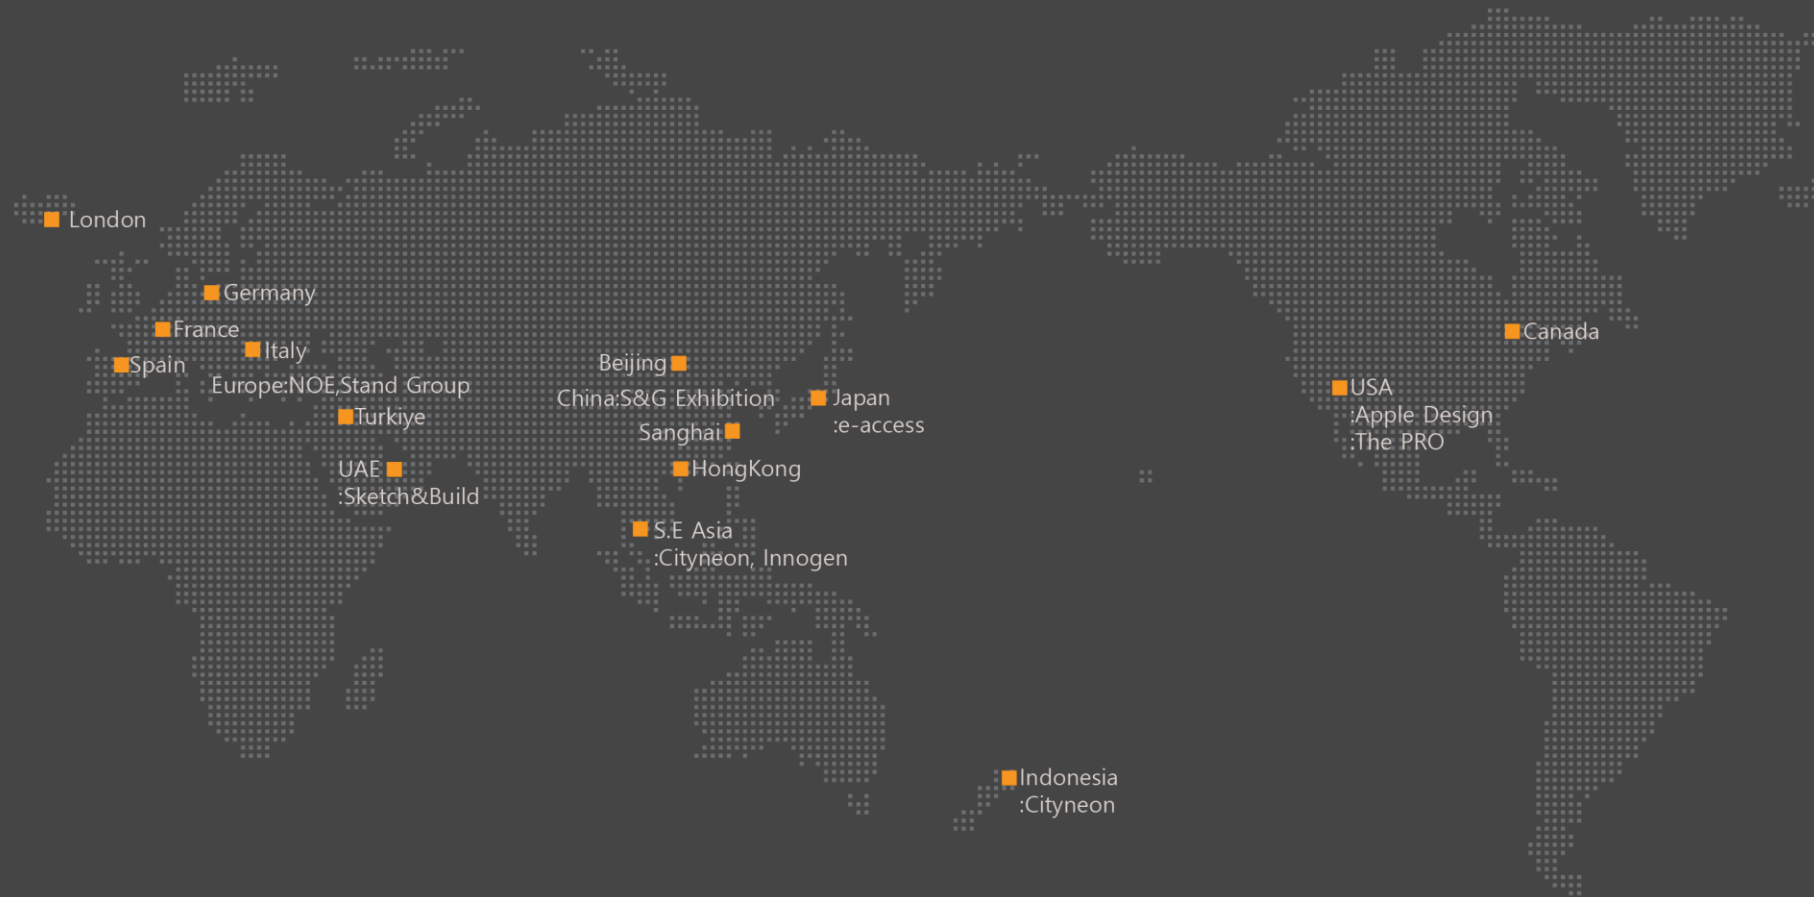 London
Germany
France
Italy
Spain
Europe:NOE,Stand Group
Turkiye
UAE
:Sketch&Build
Beijing
China:S&G Exhibition
Sanghai
HongKong
Japan
:e-access
S.E Asia
:Cityneon, Innogen
Indonesia
:Cityneon
Canada
USA
:Apple Design
:The PRO